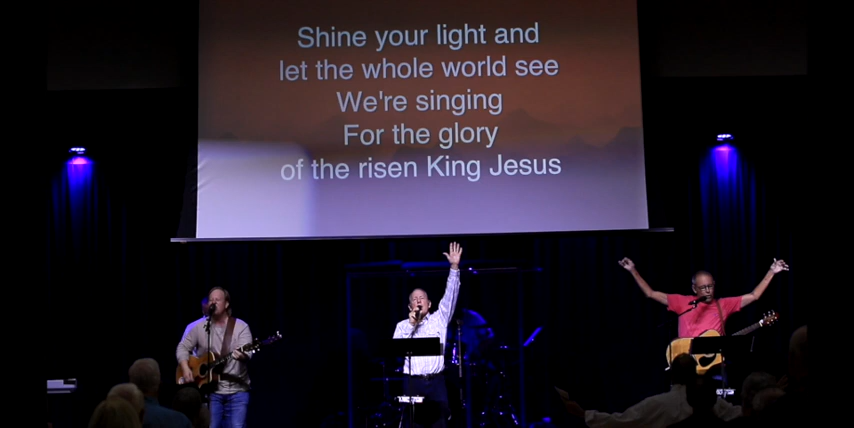 Shine your light and
let the whole world see
We're singing
For the glory
of the risen King Jesus